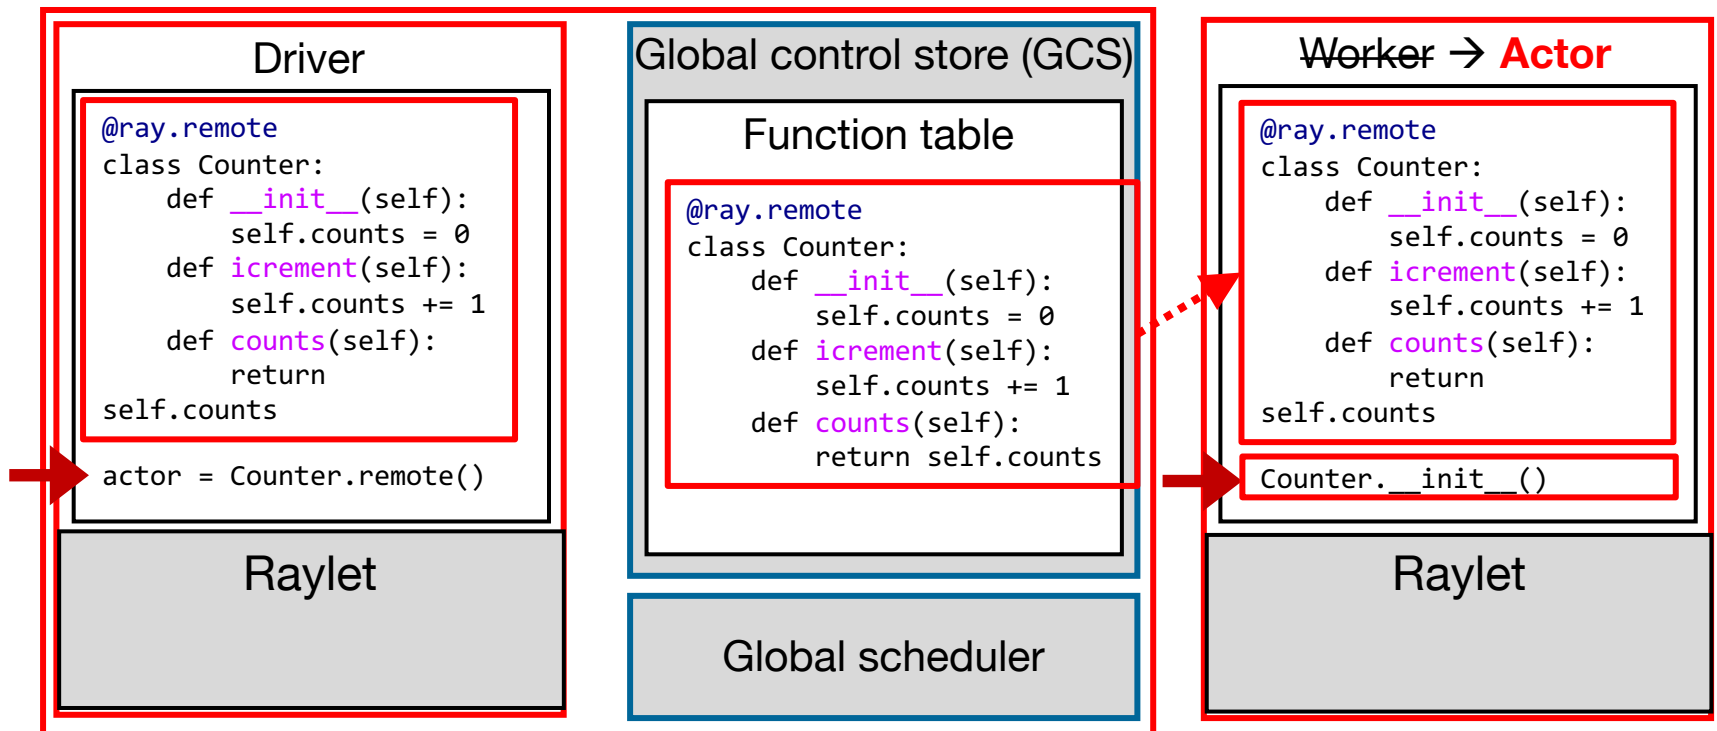 Driver
@ray.remote
class Counter:
    def __init__(self):
        self.counts = 0
    def icrement(self):
        self.counts += 1
    def counts(self):
        return
self.counts
actor = Counter.remote()
Raylet
Global control store (GCS)
Function table
@ray.remote
class Counter:
    def __init__(self):
        self.counts = 0
    def icrement(self):
        self.counts += 1
    def counts(self):
        return self.counts
Global scheduler
Worker → Actor
@ray.remote
class Counter:
    def __init__(self):
        self.counts = 0
    def icrement(self):
        self.counts += 1
    def counts(self):
        return
self.counts
Counter.__init__()
Raylet